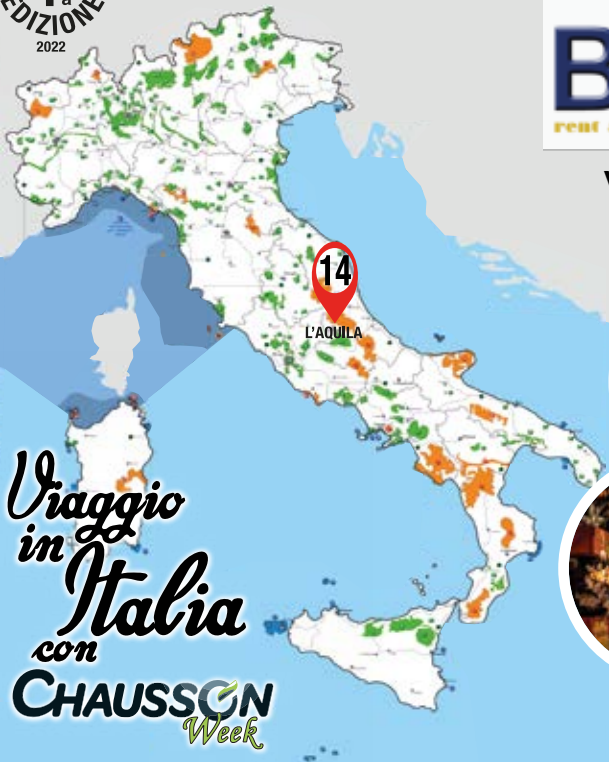 EDIZIONE
2022
B
rent
14
L'AQUILA
Viaggio
in
Italia
con
CHAUSSON
Week